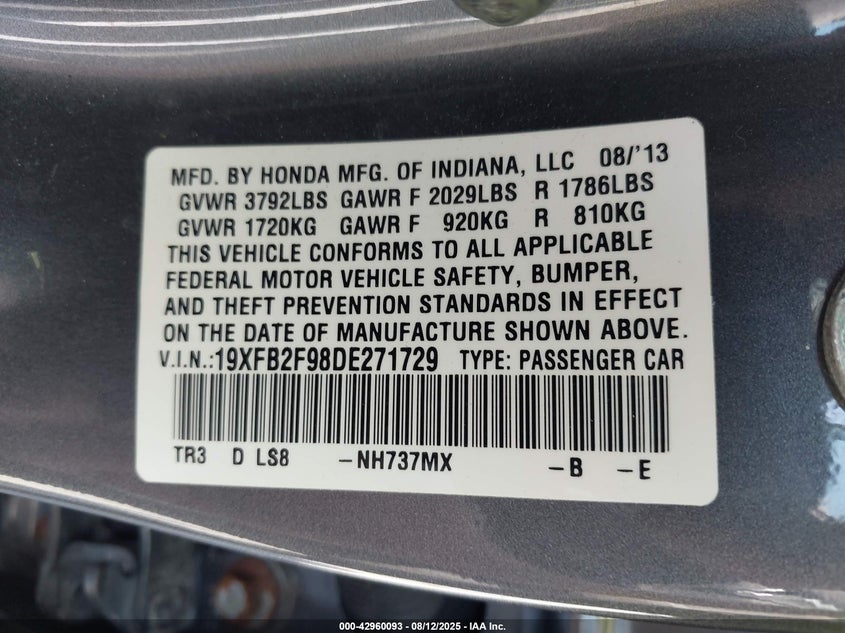 MFD. BY HONDA MFG. OF INDIANA, LLC 08/'13
GVWR 3792LBS GAWR F 2029LBS R 1786LBS
GVWR 1720KG GAWR F 920KG R 810KG
THIS VEHICLE CONFORMS TO ALL APPLICABLE
FEDERAL MOTOR VEHICLE SAFETY, BUMPER,
AND THEFT PREVENTION STANDARDS IN EFFECT
ON THE DATE OF MANUFACTURE SHOWN ABOVE.
V.I.N.:19XFB2F98DE271729 TYPE: PASSENGER CAR
TR3 D LS8 -NH737MX -B -E
000-42960093 - 08/12/2025 - IAA Inc.